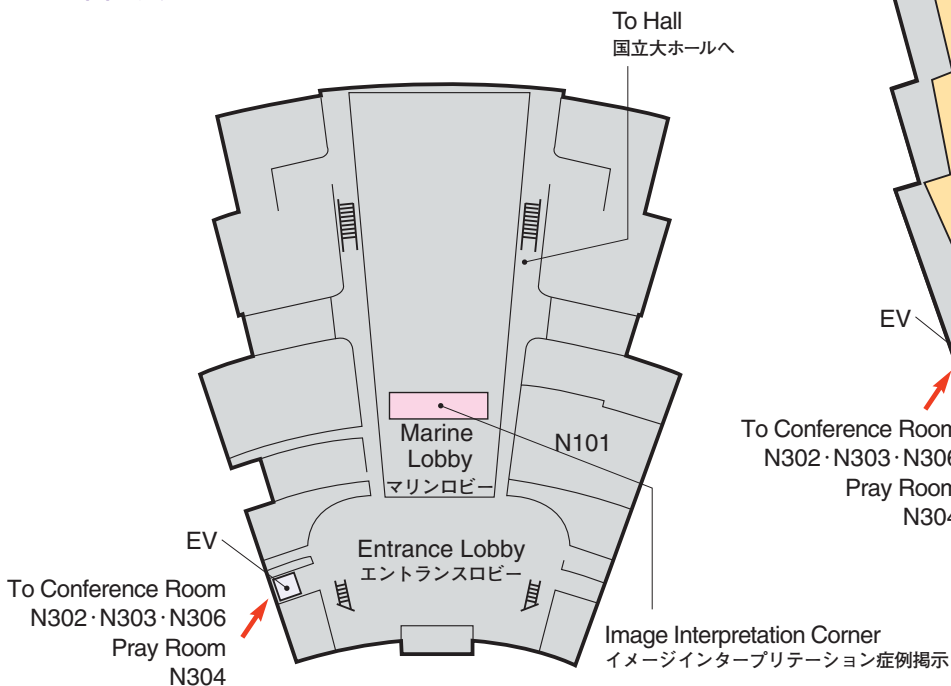 To Hall
国立大ホールへ
EV
To Conference Room
N302·N303·N306
Pray Room
N304
Marine
Lobby
マリンロビー
N101
Entrance Lobby
エントランスロビー
EV
To Conference Room
N302·N303·N306
Pray Room
N304
Image Interpretation Corner
イメージインタープリテーション症例掲示